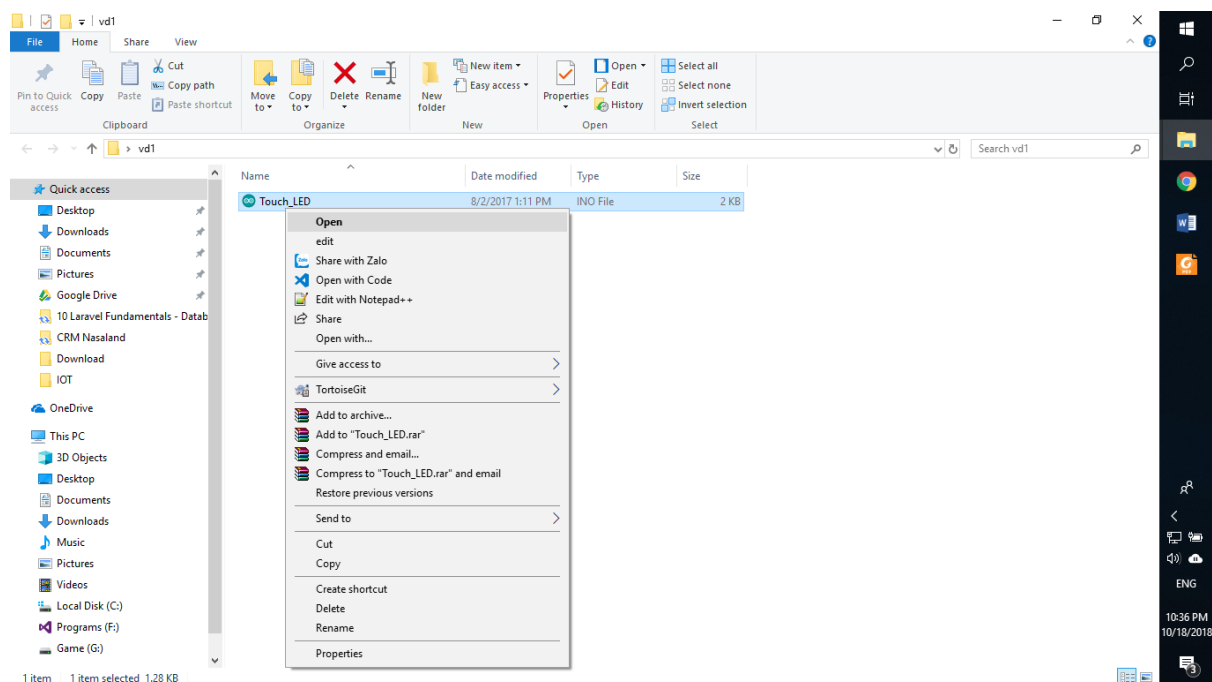 vd1
File Home Share View
Pin to Quick access
Copy
Paste
Cut
Copy path
Paste shortcut
Clipboard
Move to
Copy to
Delete
Rename
Organize
New folder
New item
Easy access
New
Properties
Open
Edit
History
Open
Select all
Select none
Invert selection
Select
vd1
Search vd1
Name Date modified Type Size
Touch_LED 8/2/2017 1:11 PM INO File 2 KB
Quick access
Desktop
Downloads
Documents
Pictures
Google Drive
10 Laravel Fundamentals - Datab
CRM Nasaland
Download
IOT
OneDrive
This PC
3D Objects
Desktop
Documents
Downloads
Music
Pictures
Videos
Local Disk (C:)
Programs (F:)
Game (G:)
Open
edit
Share with Zalo
Open with Code
Edit with Notepad++
Share
Open with...
Give access to
TortoiseGit
Add to archive...
Add to "Touch_LED.rar"
Compress and email...
Compress to "Touch_LED.rar" and email
Restore previous versions
Send to
Cut
Copy
Create shortcut
Delete
Rename
Properties
1 item 1 item selected 1.28 KB
ENG
10:36 PM
10/18/2018
3